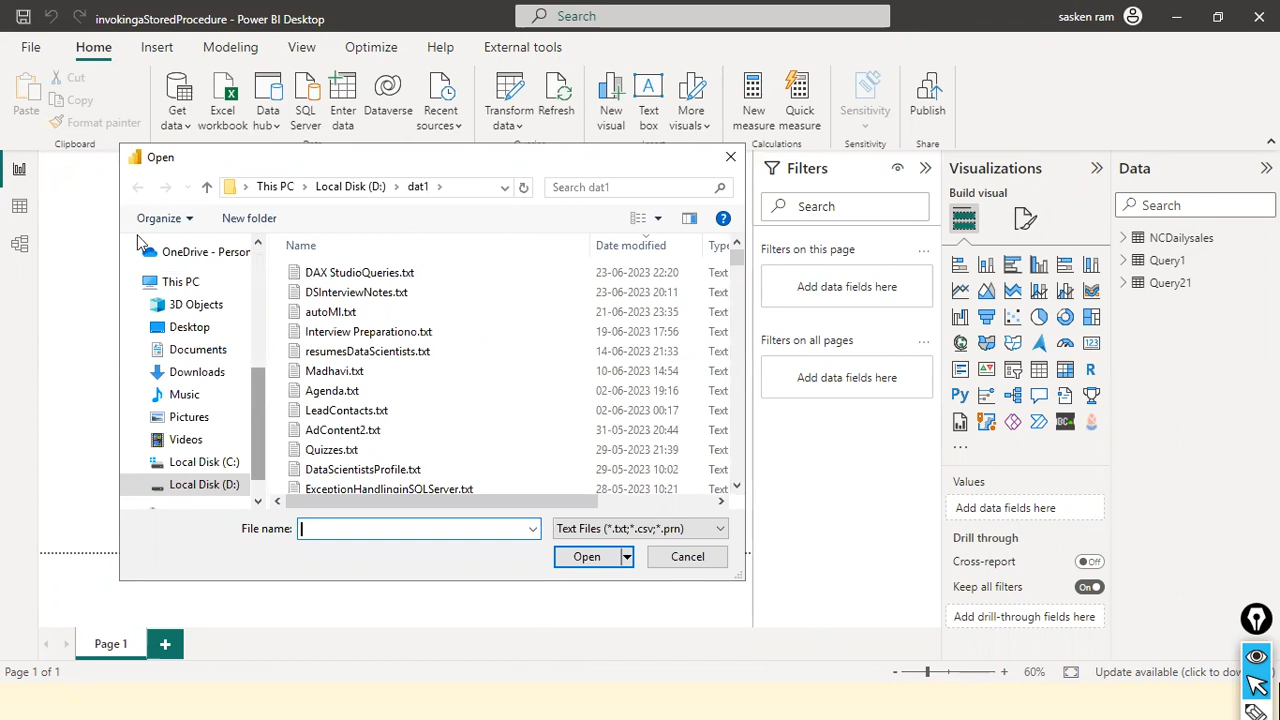 invokingaStoredProcedure - Power BI Desktop
Search
sasken ram
File
Home
Insert
Modeling
View
Optimize
Help
External tools
Paste
Cut
Copy
Format painter
Clipboard
Get
data
Excel
workbook
Data
hub
SQL
Server
Enter
data
Dataverse
Recent
sources
Transform
data
Refresh
New
visual
Text
box
More
visuals
New
measure
Quick
measure
Calculations
Sensitivity
Sensitivity
Publish
Share
Open
This PC
Local Disk (D:)
dat1
Search dat1
Organize
New folder
OneDrive - Person
This PC
3D Objects
Desktop
Documents
Downloads
Music
Pictures
Videos
Local Disk (C:)
Local Disk (D:)
Name
Date modified
Type
DAX StudioQueries.txt 23-06-2023 22:20 Text
DSInterviewNotes.txt 23-06-2023 20:11 Text
autoMl.txt 21-06-2023 23:35 Text
Interview Preparationo.txt 19-06-2023 17:56 Text
resumesDataScientists.txt 14-06-2023 21:33 Text
Madhavi.txt 10-06-2023 14:54 Text
Agenda.txt 02-06-2023 19:16 Text
LeadContacts.txt 02-06-2023 00:17 Text
AdContent2.txt 31-05-2023 20:44 Text
Quizzes.txt 29-05-2023 21:39 Text
DataScientistsProfile.txt 29-05-2023 10:02 Text
ExceptionHandlinginSQLServer.txt 28-05-2023 10:21 Text
File name:
Text Files (*.txt;*.csv;*.prn)
Open
Cancel
Filters
Search
Filters on this page
Add data fields here
Filters on all pages
Add data fields here
Visualizations
Build visual
123
R
Py
Values
Add data fields here
Drill through
Cross-report
Off
Keep all filters
On
Add drill-through fields here
Data
Search
NCDailysales
Query1
Query21
Page 1
Page 1 of 1
60%